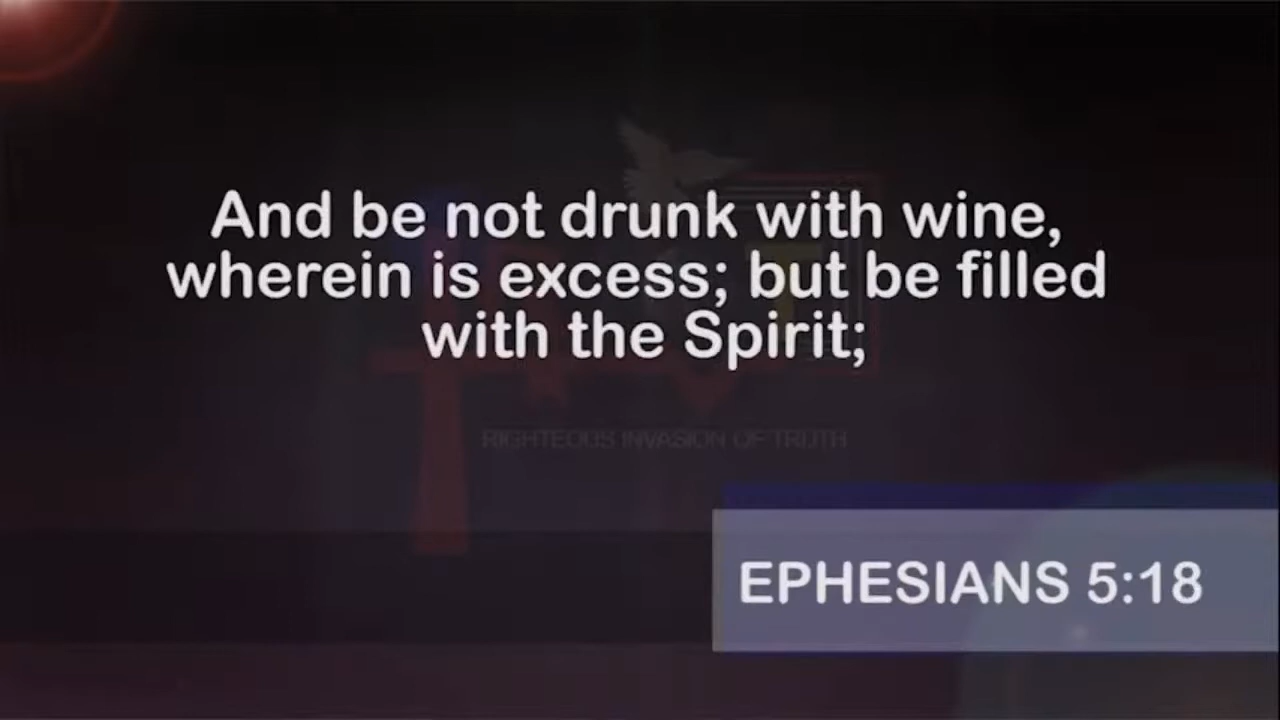 And be not drunk with wine,
wherein is excess; but be filled
with the Spirit;
RIGHTEOUS INVASION OF TRUTH
EPHESIANS 5:18